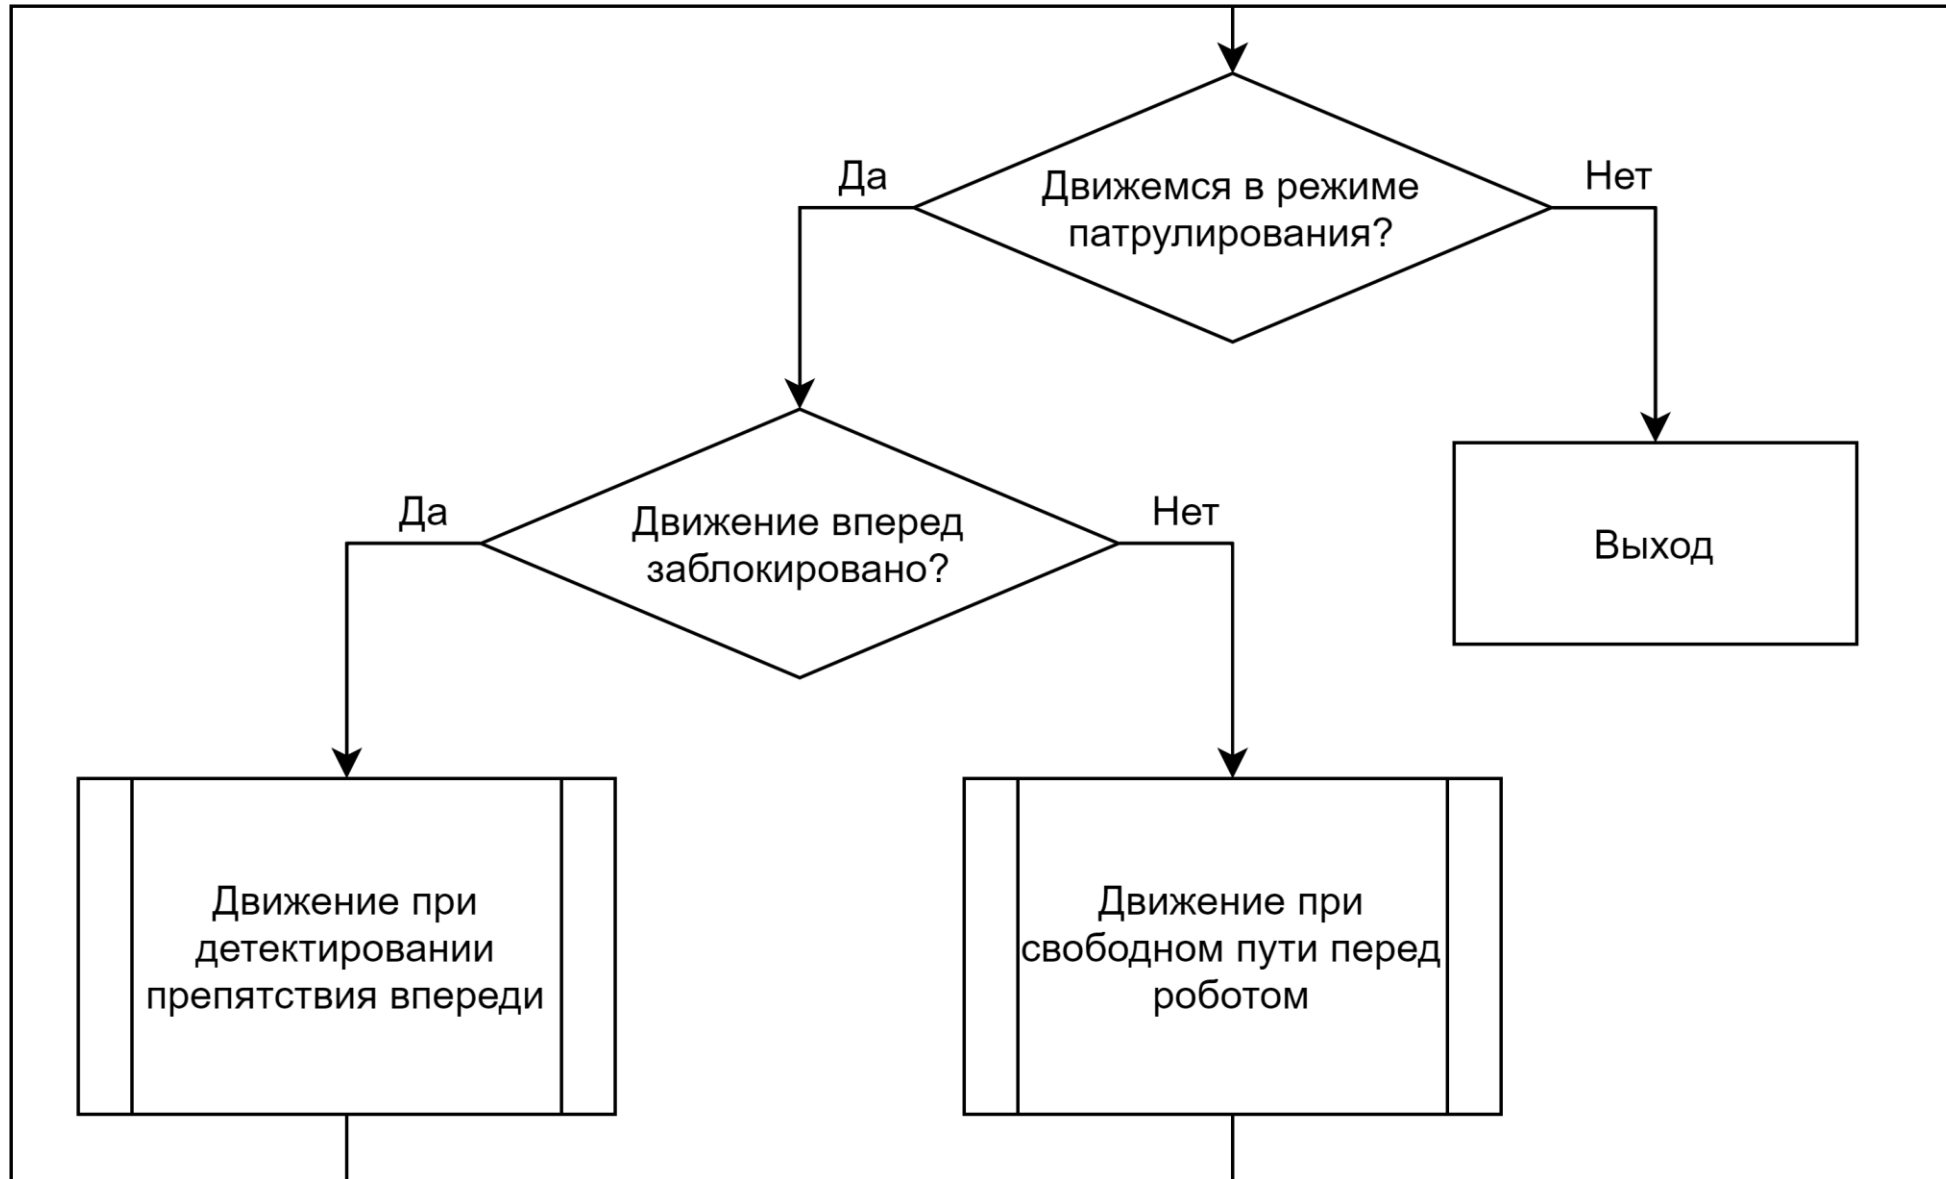 Да
Движемся в режиме
патрулирования?
Нет
Да
Движение вперед
заблокировано?
Нет
Выход
Движение при
детектировании
препятствия впереди
Движение при
свободном пути перед
роботом